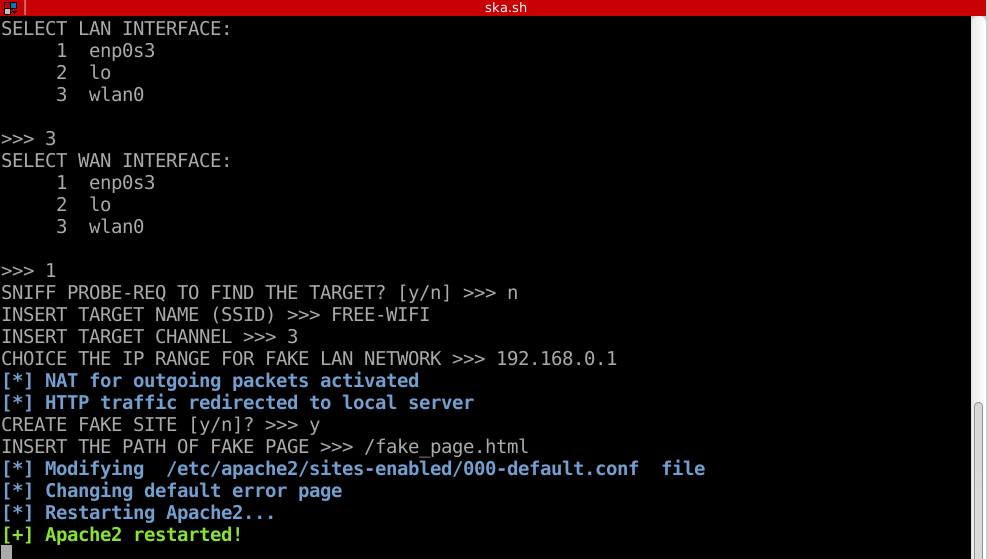 ska.sh
SELECT LAN INTERFACE:
1 enp0s3
2 lo
3 wlan0
>>> 3
SELECT WAN INTERFACE:
1 enp0s3
2 lo
3 wlan0
>>> 1
SNIFF PROBE-REQ TO FIND THE TARGET? [y/n] >>> n
INSERT TARGET NAME (SSID) >>> FREE-WIFI
INSERT TARGET CHANNEL >>> 3
CHOICE THE IP RANGE FOR FAKE LAN NETWORK >>> 192.168.0.1
[*] NAT for outgoing packets activated
[*] HTTP traffic redirected to local server
CREATE FAKE SITE [y/n]? >>> y
INSERT THE PATH OF FAKE PAGE >>> /fake_page.html
[*] Modifying  /etc/apache2/sites-enabled/000-default.conf  file
[*] Changing default error page
[*] Restarting Apache2...
[+] Apache2 restarted!